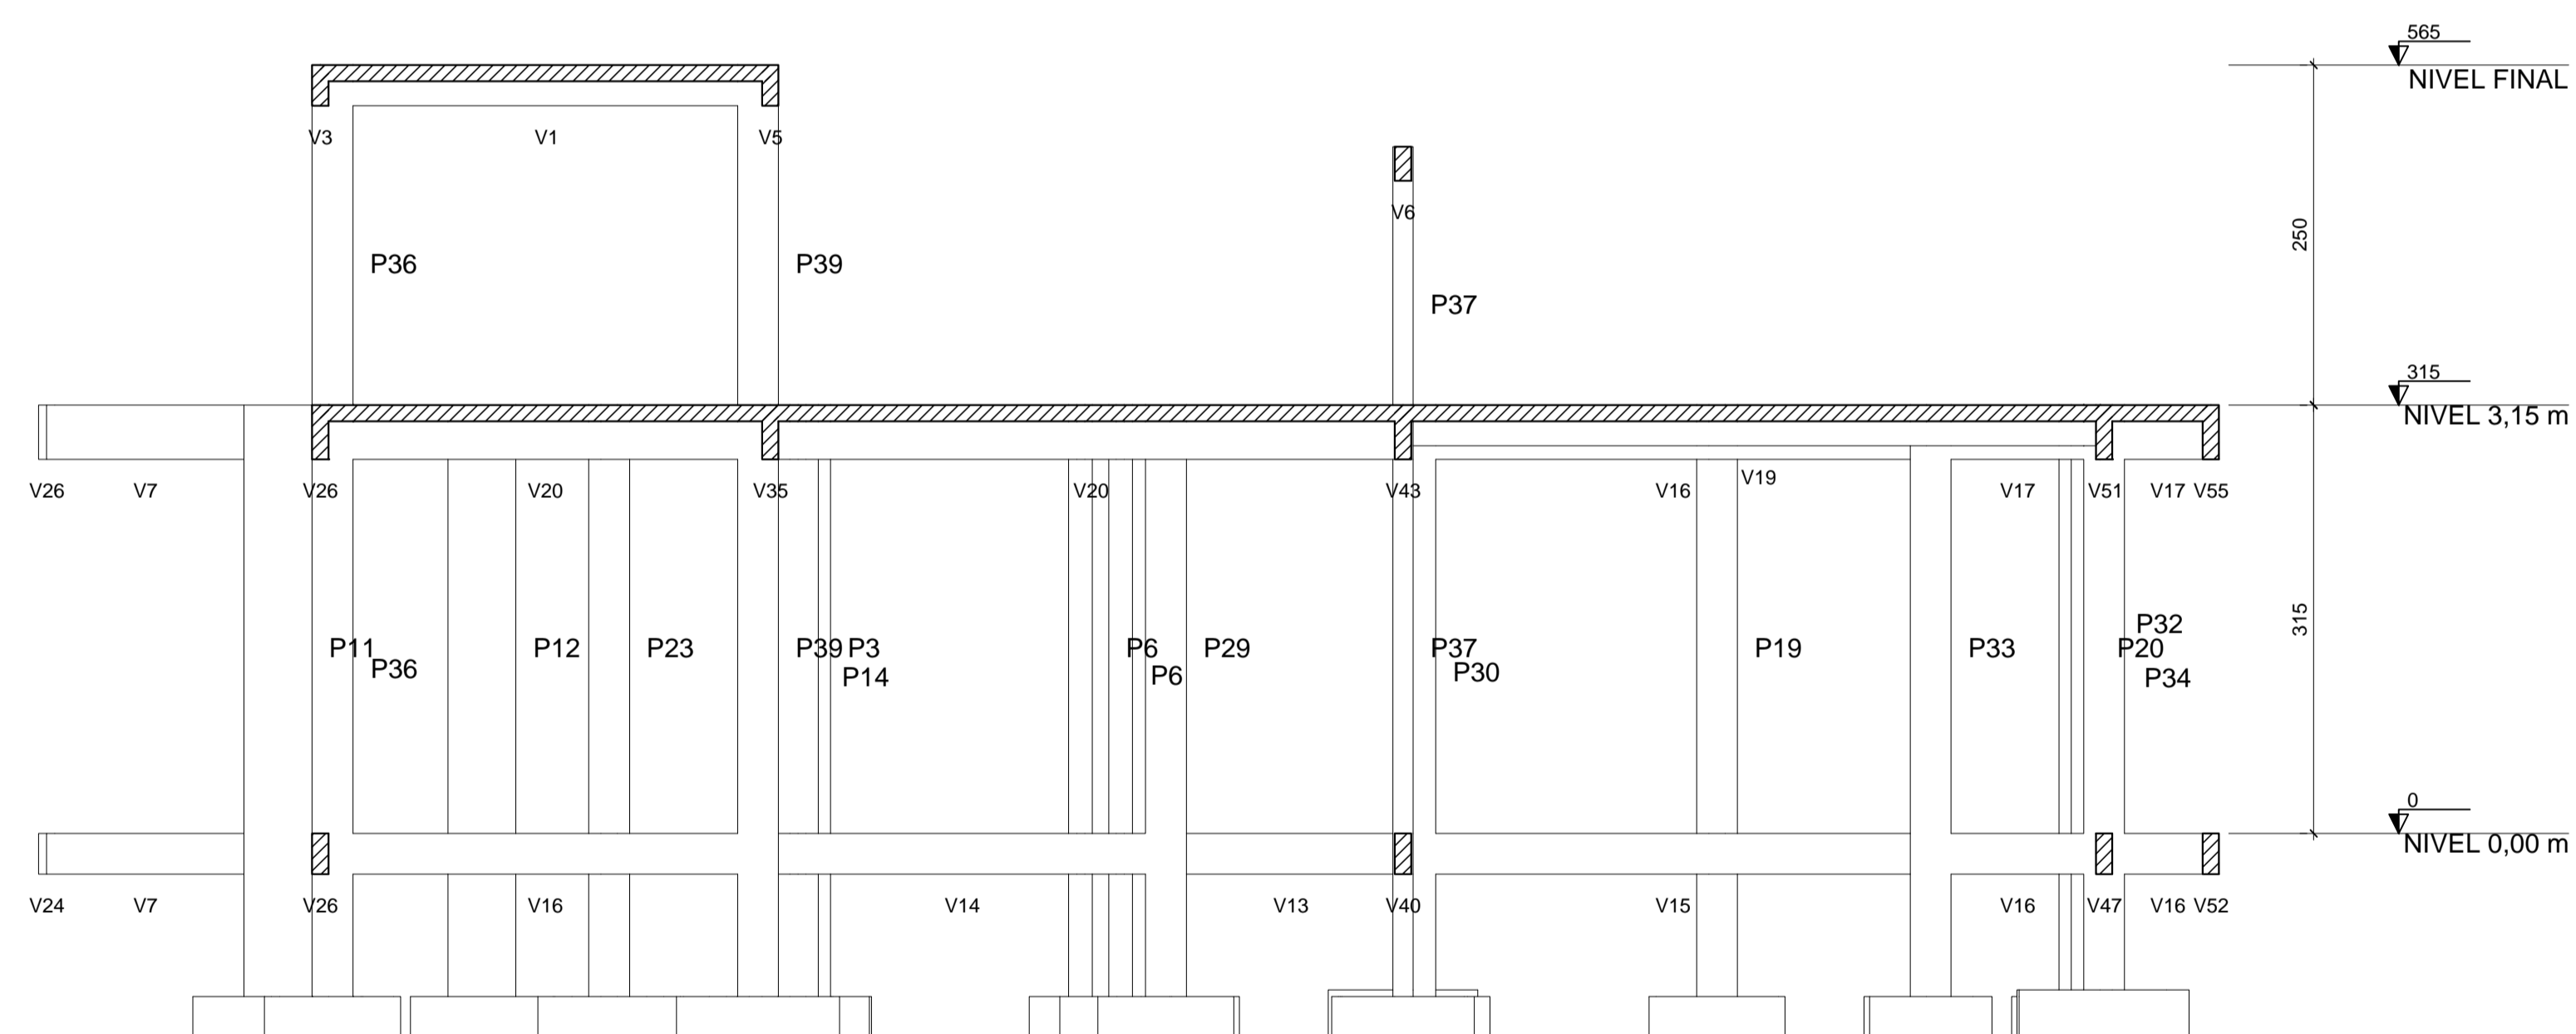 565
NIVEL FINAL
V3 V1 V5
V6
250
P36 P39
P37
315
NIVEL 3,15 m
V19
V26 V7 V26 V20 V35 V20 V43 V16 V17 V51 V17 V55
315
P32
P11 P12 P23 P39 P3 P6 P29 P37 P19 P33 P20
P36 P14 P6 P30 P34
0
NIVEL 0,00 m
V24 V7 V26 V16 V14 V13 V40 V15 V16 V47 V16 V52